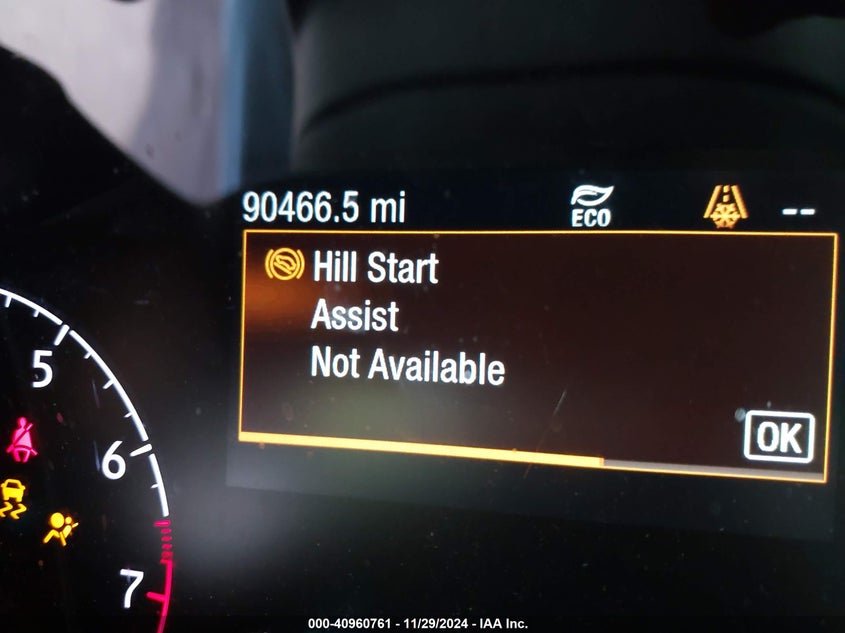 90466.5 mi
ECO
--
Hill Start
Assist
Not Available
OK
5
6
7
000-40960761 - 11/29/2024 - IAA Inc.